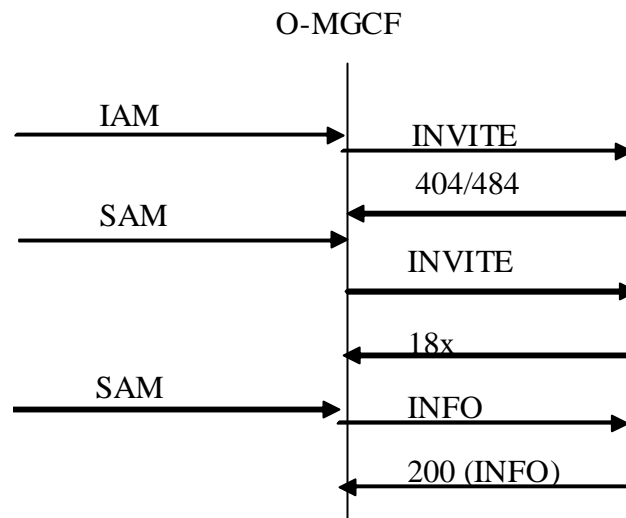 O-MGCF
IAM
INVITE
404/484
SAM
INVITE
18x
SAM
INFO
200 (INFO)